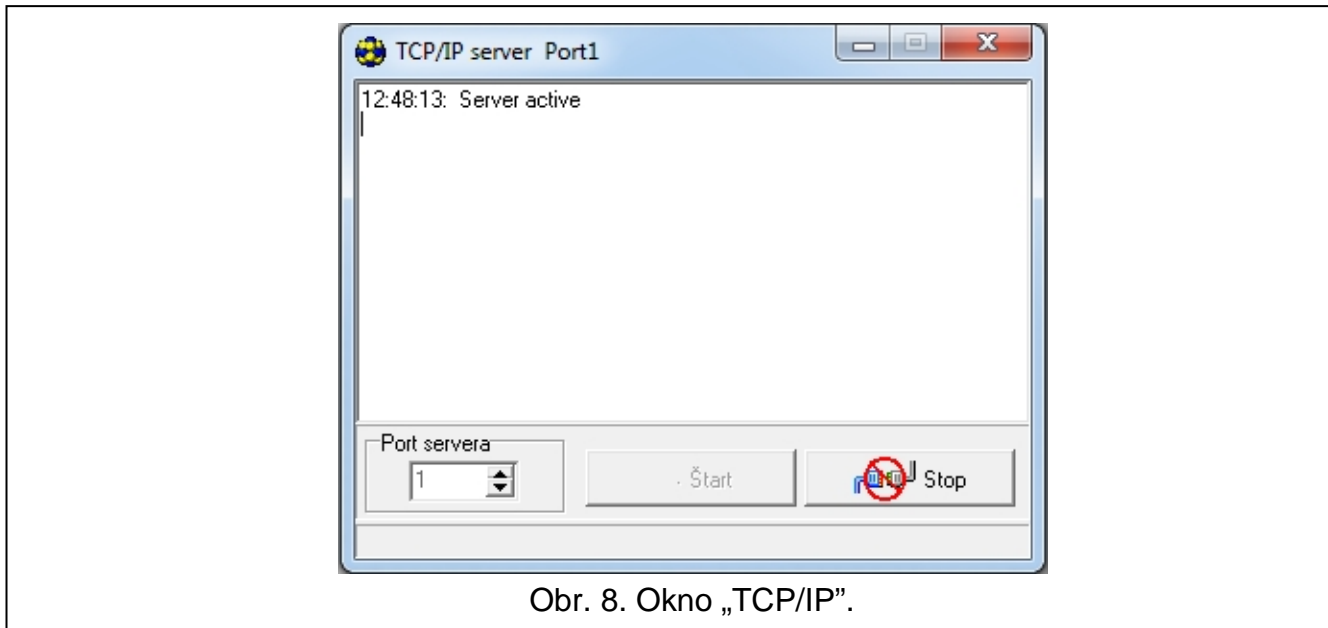 TCP/IP server Port1
12:48:13: Server active
Port servera
1
Štart
Stop
Obr. 8. Okno „TCP/IP”.